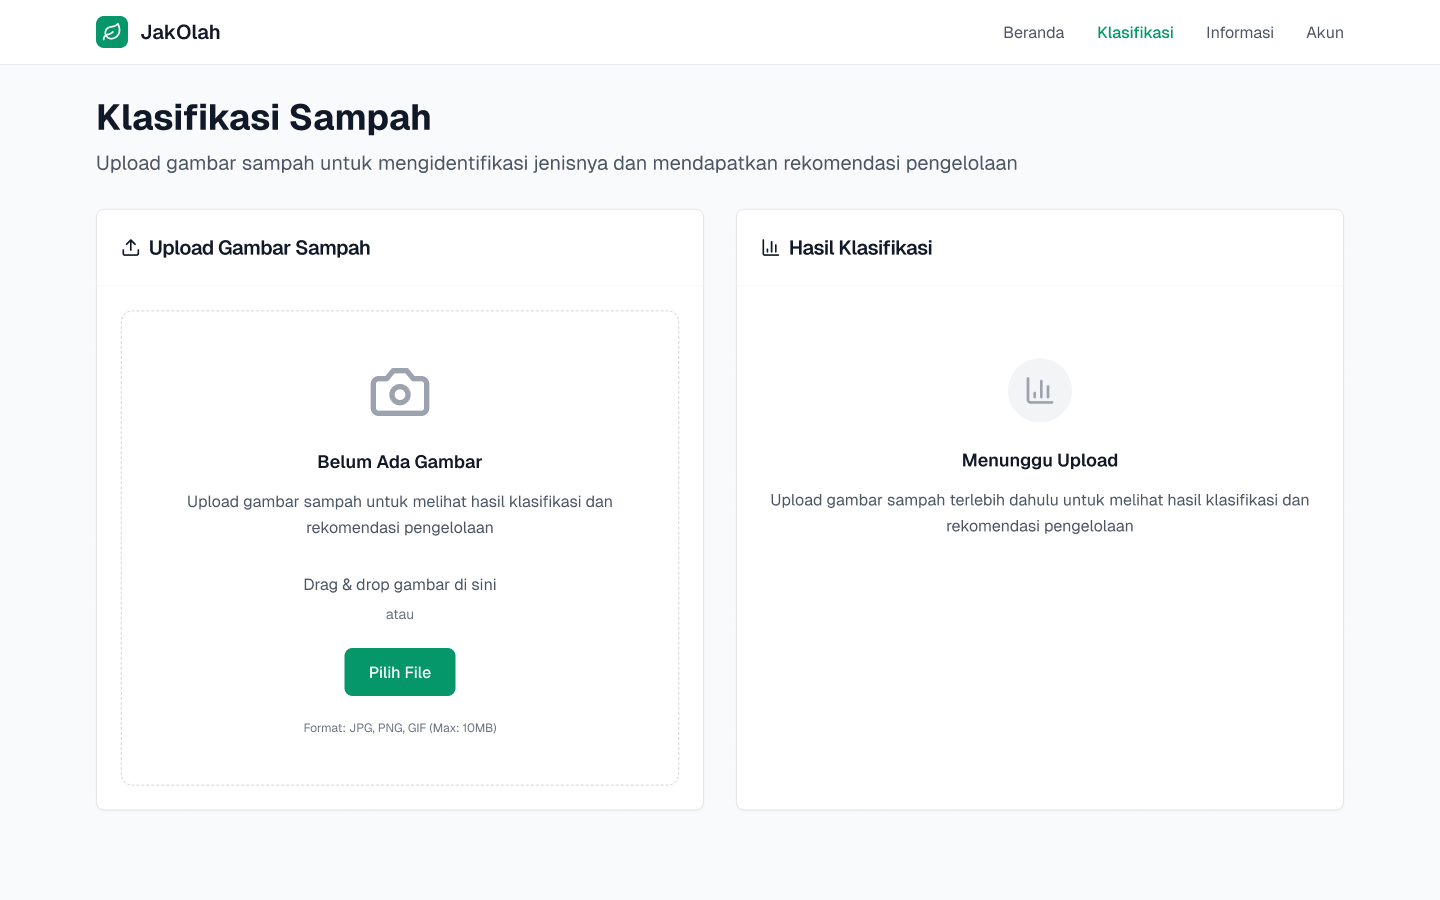 JakOlah
Beranda
Klasifikasi
Informasi
Akun
Klasifikasi Sampah
Upload gambar sampah untuk mengidentifikasi jenisnya dan mendapatkan rekomendasi pengelolaan
Upload Gambar Sampah
Belum Ada Gambar
Upload gambar sampah untuk melihat hasil klasifikasi dan
rekomendasi pengelolaan
Drag & drop gambar di sini
atau
Pilih File
Format: JPG, PNG, GIF (Max: 10MB)
Hasil Klasifikasi
Menunggu Upload
Upload gambar sampah terlebih dahulu untuk melihat hasil klasifikasi dan
rekomendasi pengelolaan